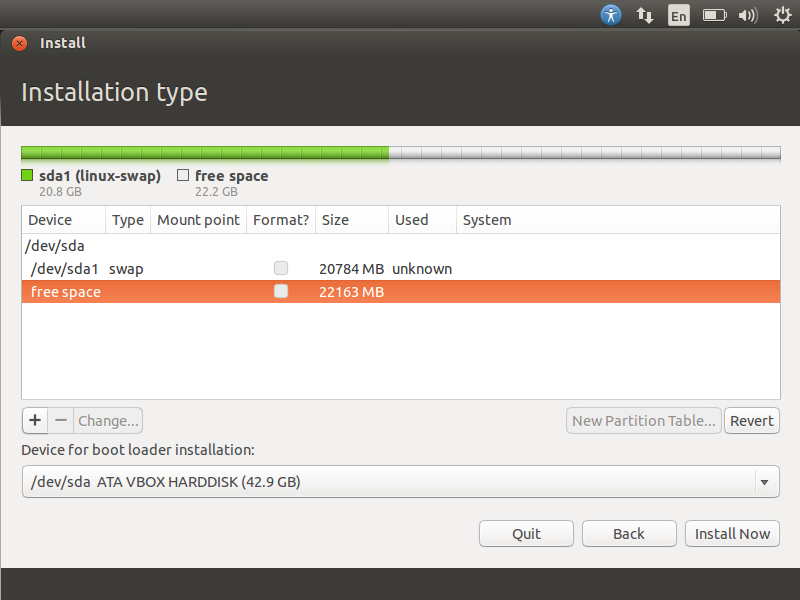 En
Install
Installation type
sda1 (linux-swap) free space
20.8 GB 22.2 GB
Device Type Mount point Format? Size Used System
/dev/sda
/dev/sda1 swap 20784 MB unknown
free space 22163 MB
+ − Change... New Partition Table... Revert
Device for boot loader installation:
/dev/sda ATA VBOX HARDDISK (42.9 GB)
Quit Back Install Now